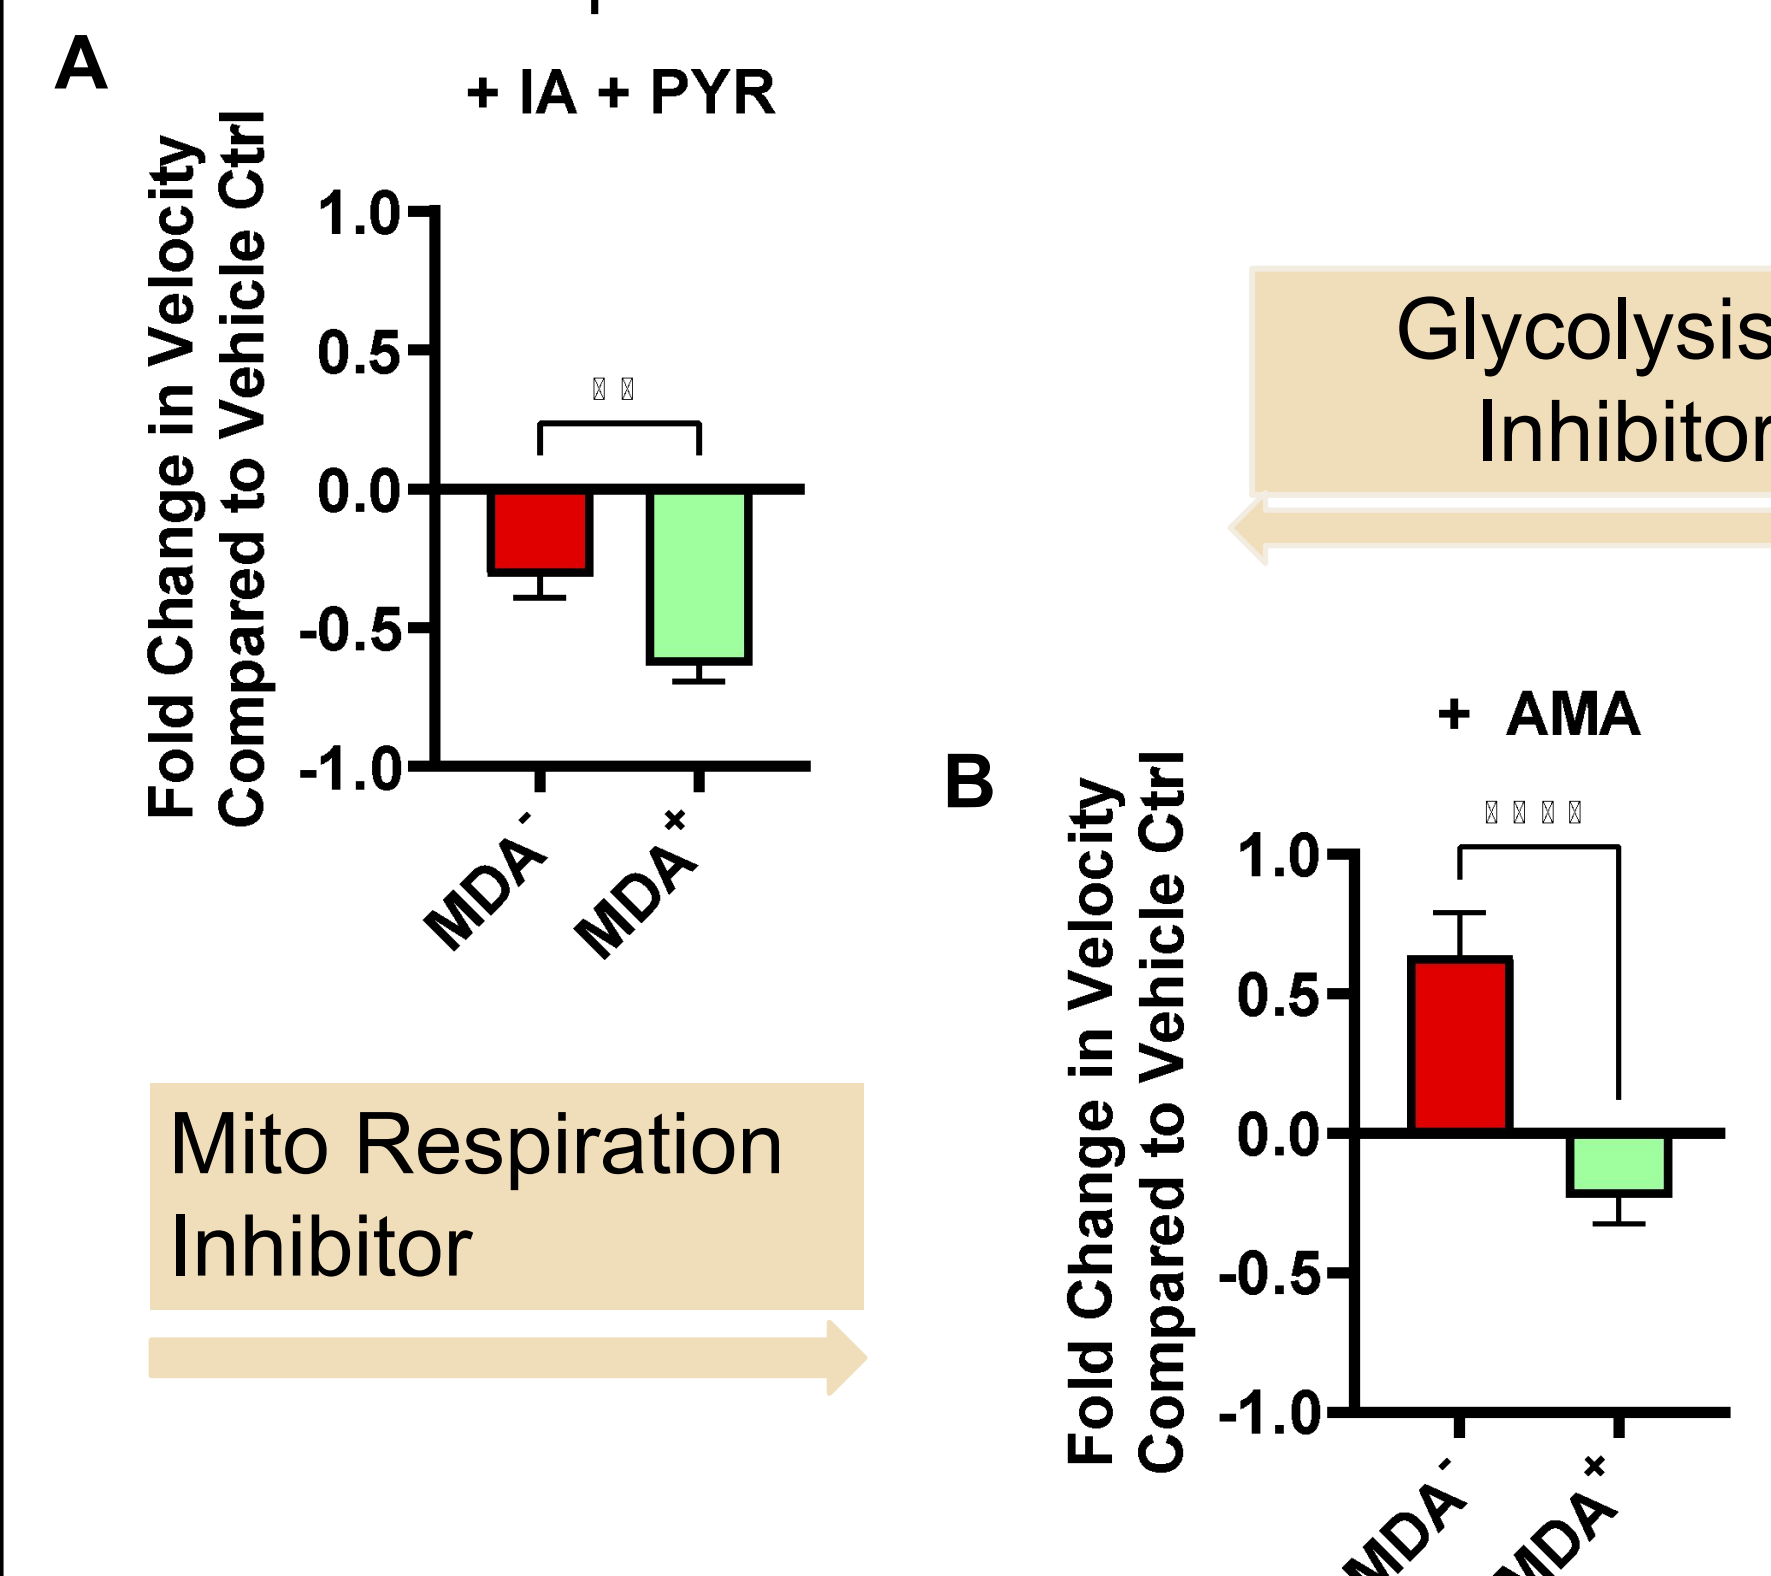 A
+ IA + PYR
Fold Change in Velocity
Compared to Vehicle Ctrl
1.0
0.5
0.0
-0.5
-1.0
MDA-
MDA+
Glycolysis
Inhibitor
Mito Respiration
Inhibitor
B
+ AMA
Fold Change in Velocity
Compared to Vehicle Ctrl
1.0
0.5
0.0
-0.5
-1.0
MDA-
MDA+